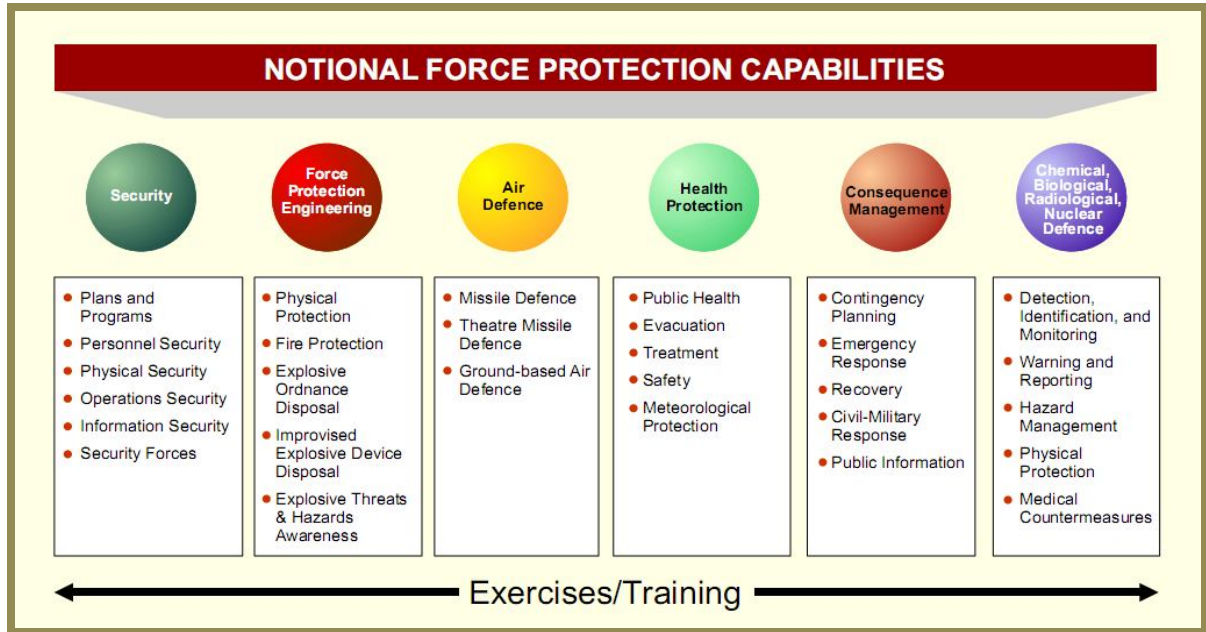 NOTIONAL FORCE PROTECTION CAPABILITIES
Security
Force
Protection
Engineering
Air
Defence
Health
Protection
Consequence
Management
Chemical,
Biological,
Radiological,
Nuclear
Defence
Plans and
Programs
Personnel Security
Physical Security
Operations Security
Information Security
Security Forces
Physical
Protection
Fire Protection
Explosive
Ordnance
Disposal
Improvised
Explosive Device
Disposal
Explosive Threats
& Hazards
Awareness
Missile Defence
Theatre Missile
Defence
Ground-based Air
Defence
Public Health
Evacuation
Treatment
Safety
Meteorological
Protection
Contingency
Planning
Emergency
Response
Recovery
Civil-Military
Response
Public Information
Detection,
Identification, and
Monitoring
Warning and
Reporting
Hazard
Management
Physical
Protection
Medical
Countermeasures
Exercises/Training